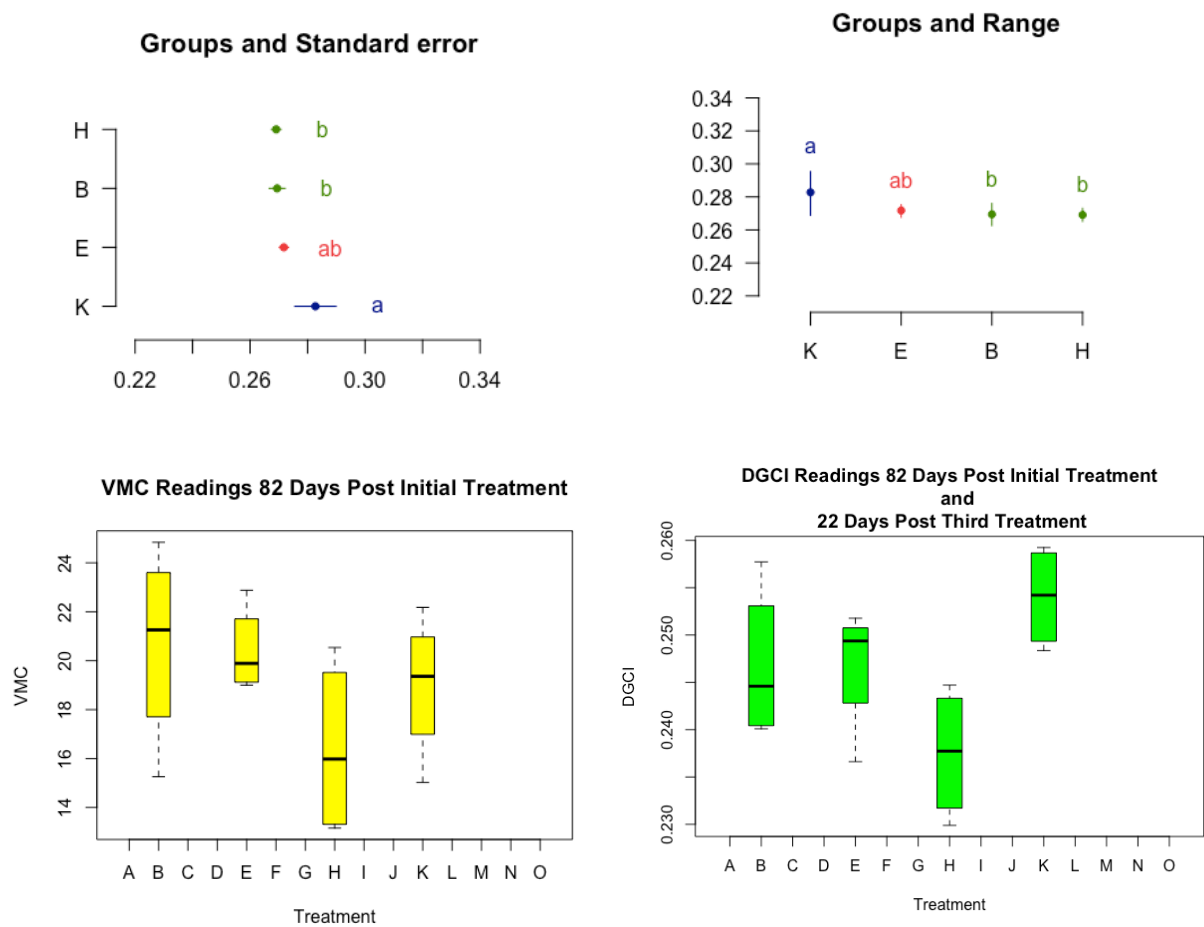 Groups and Standard error
H
b
B
b
E
ab
K
a
0.22 0.26 0.30 0.34
Groups and Range
0.34
0.32
0.30
0.28
0.26
0.24
0.22
a
ab
b
b
K E B H
VMC Readings 82 Days Post Initial Treatment
VMC
24
22
20
18
16
14
A B C D E F G H I J K L M N O
Treatment
DGCI Readings 82 Days Post Initial Treatment
and
22 Days Post Third Treatment
DGCI
0.260
0.250
0.240
0.230
A B C D E F G H I J K L M N O
Treatment